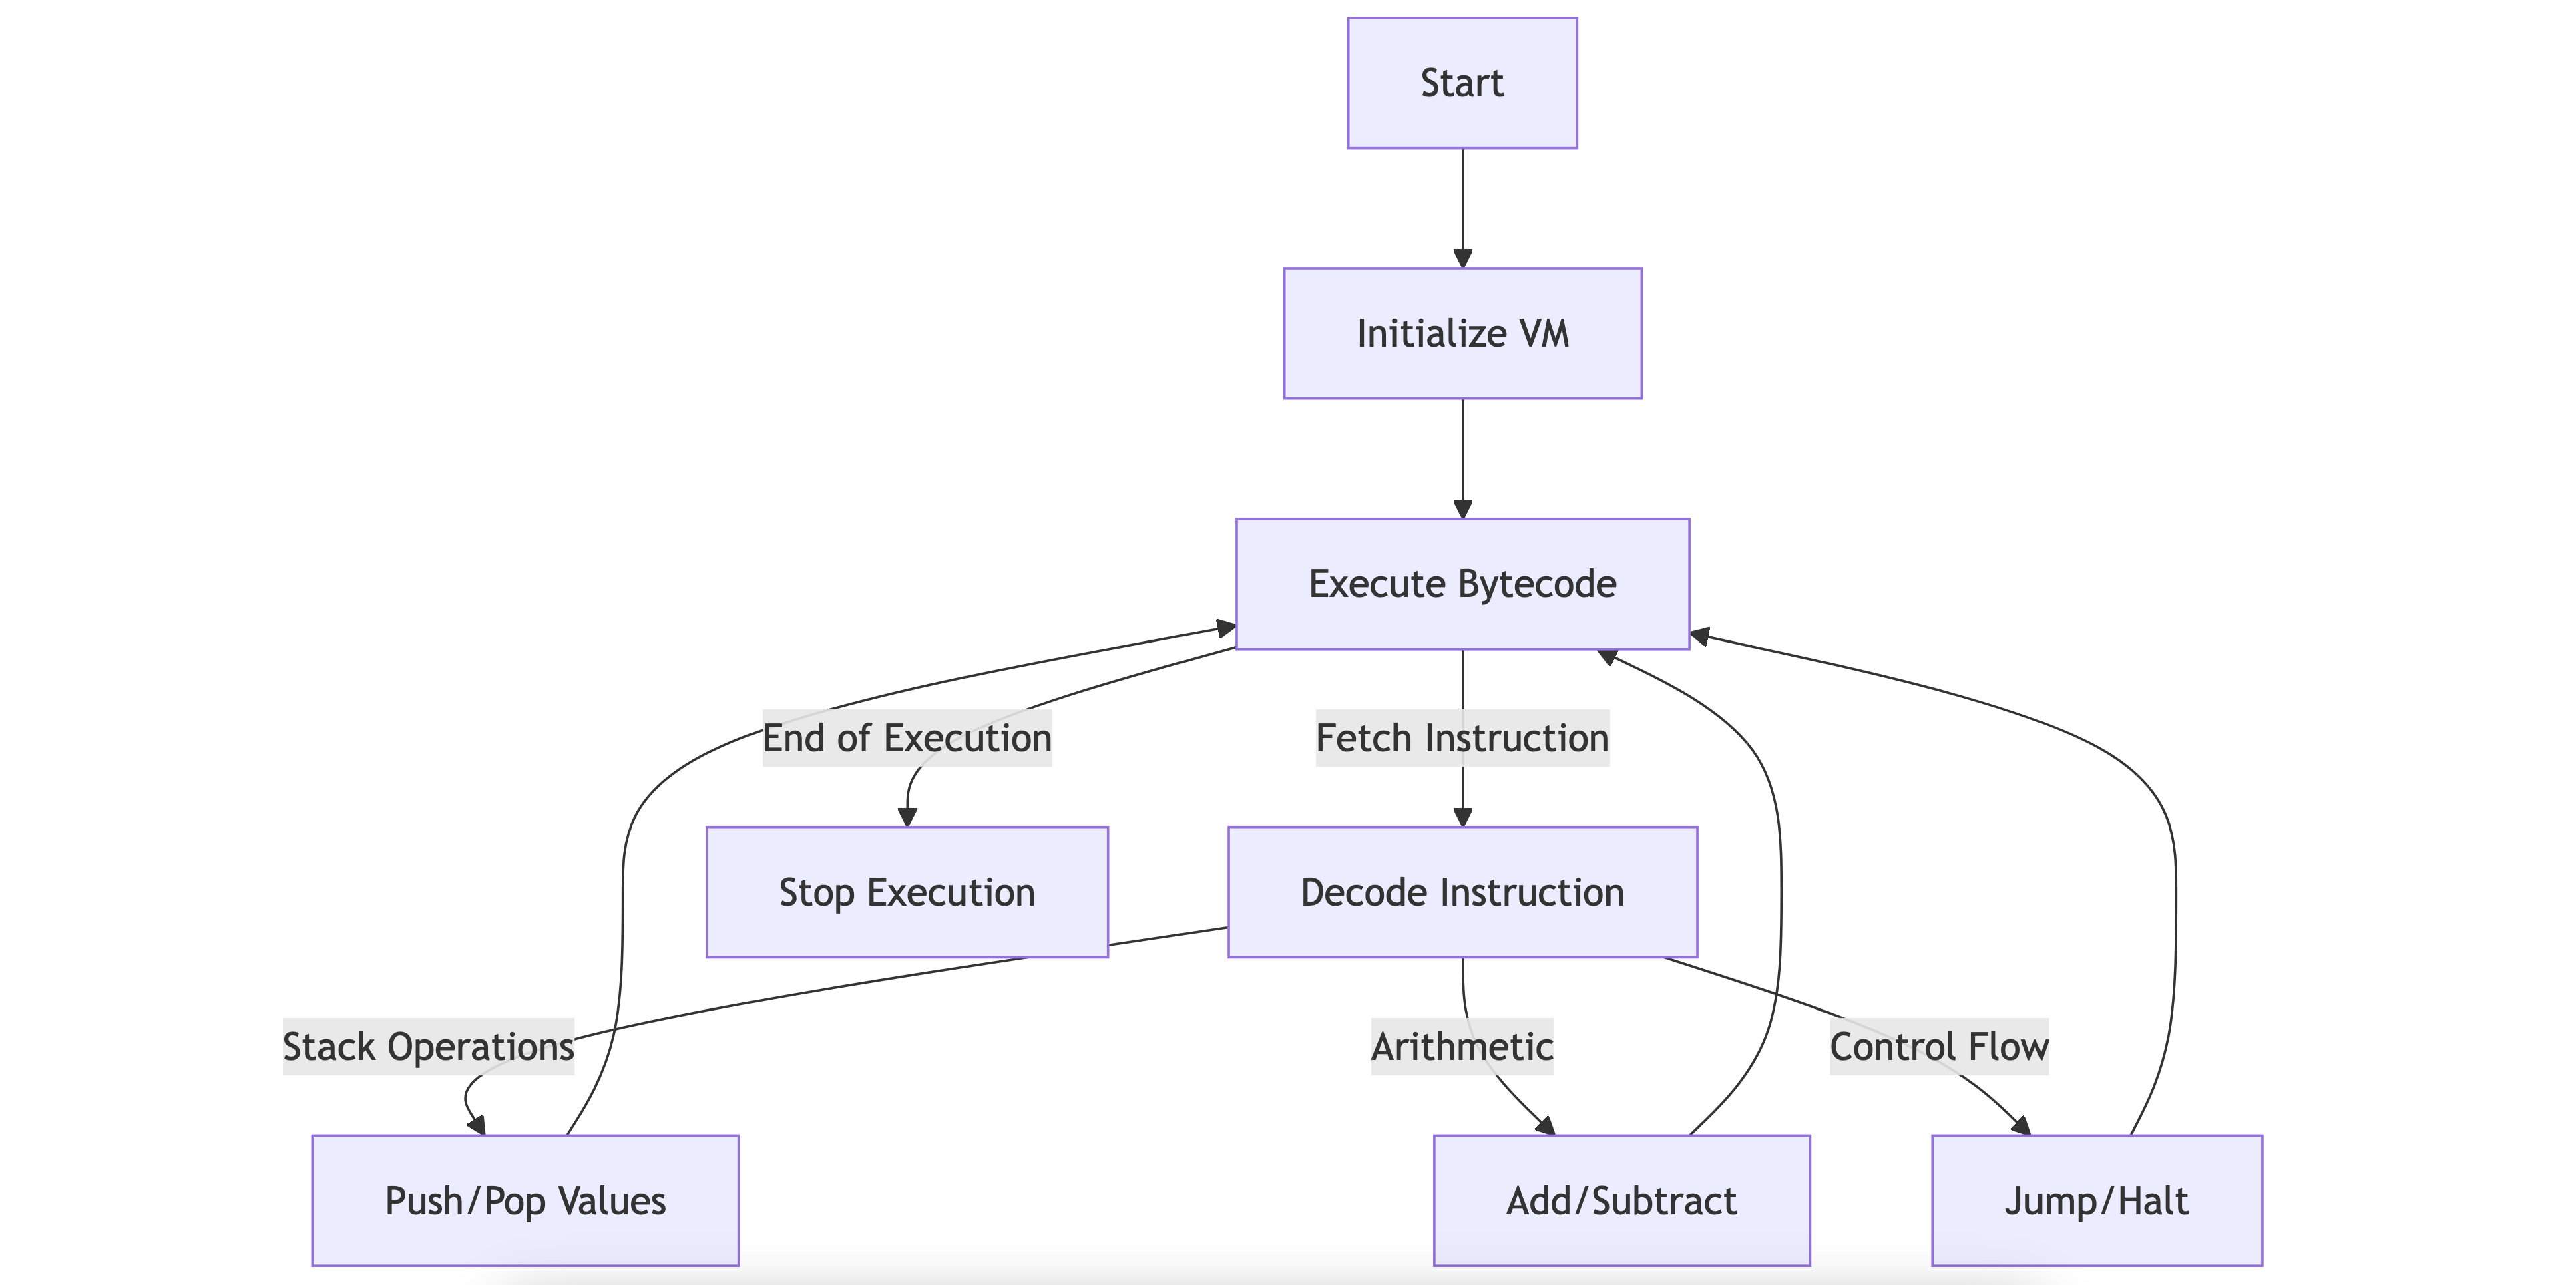 Start
Initialize VM
Execute Bytecode
End of Execution
Fetch Instruction
Stop Execution
Decode Instruction
Stack Operations
Arithmetic
Control Flow
Push/Pop Values
Add/Subtract
Jump/Halt